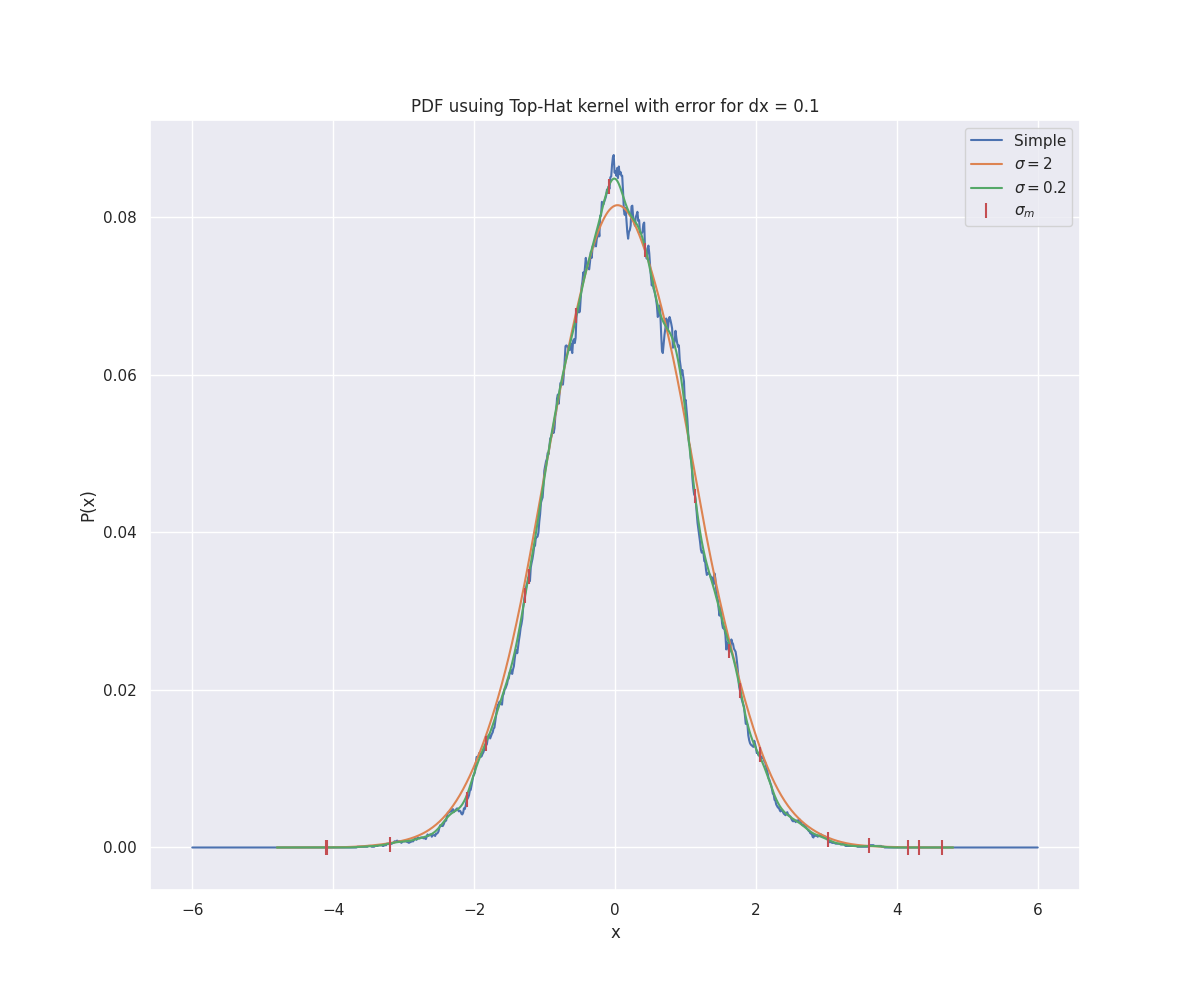 PDF usuing Top-Hat kernel with error for dx = 0.1
Simple
σ = 2
σ = 0.2
σm
P(x)
0.08
0.06
0.04
0.02
0.00
−6 −4 −2 0 2 4 6
x